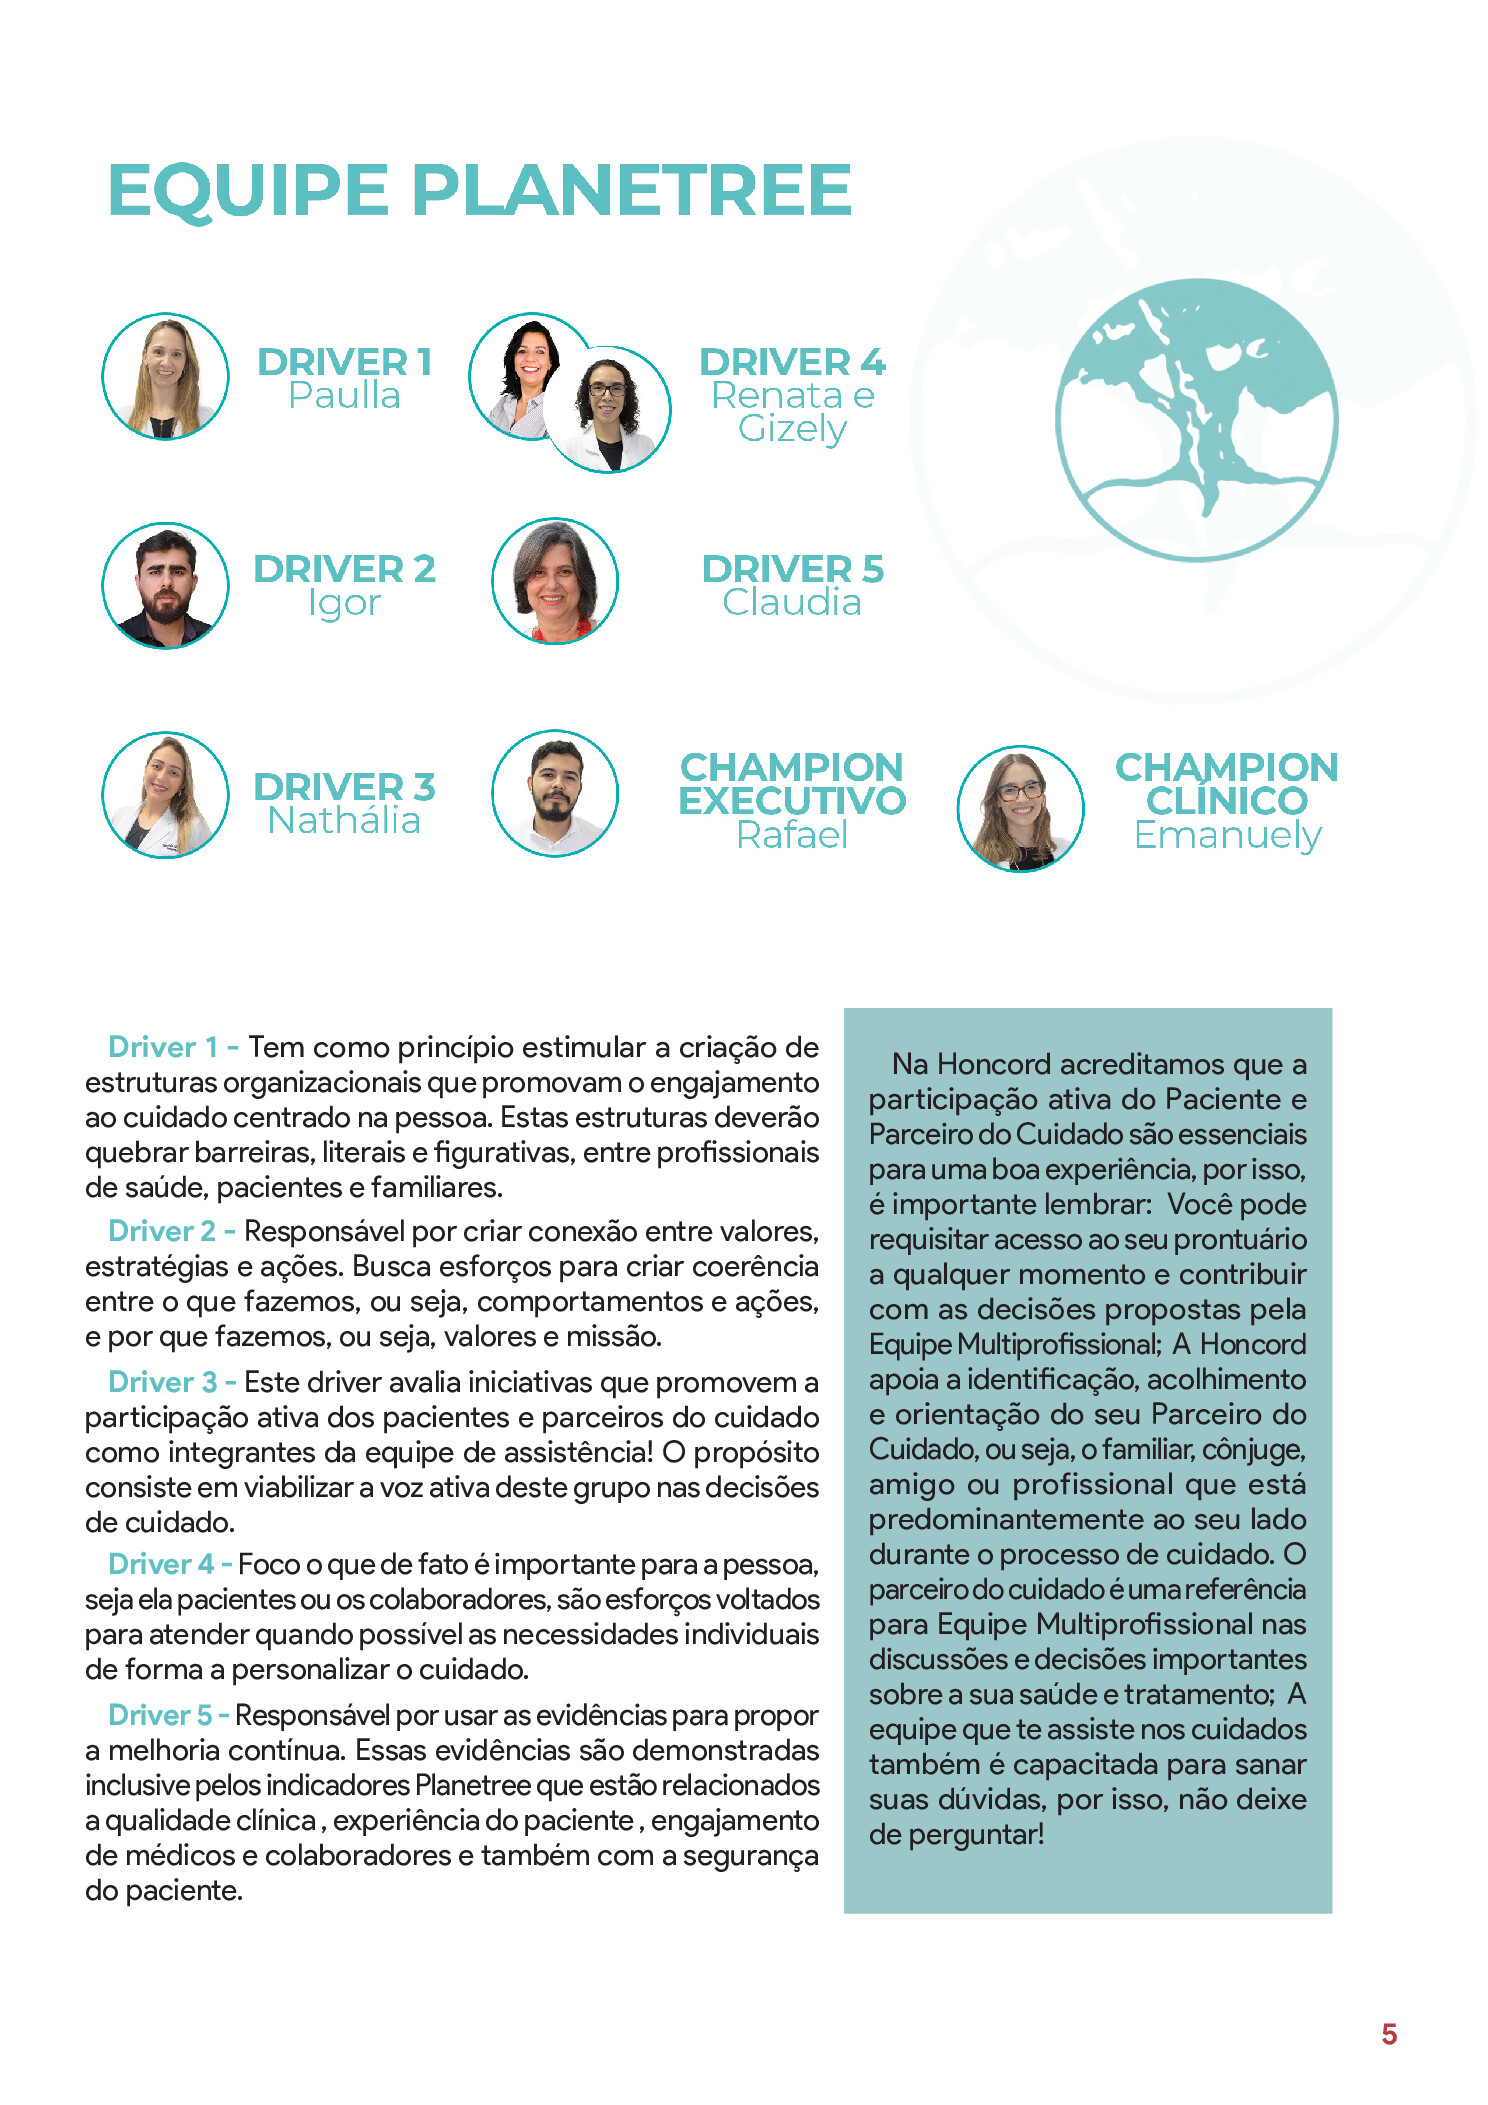 EQUIPE PLANETREE
DRIVER 1
Paulla
DRIVER 4
Renata e
Gizely
DRIVER 2
Igor
DRIVER 5
Claudia
DRIVER 3
Nathália
CHAMPION
EXECUTIVO
Rafael
CHAMPION
CLÍNICO
Emanuely
Driver 1 - Tem como princípio estimular a criação de
estruturas organizacionais que promovam o engajamento
ao cuidado centrado na pessoa. Estas estruturas deverão
quebrar barreiras, literais e figurativas, entre profissionais
de saúde, pacientes e familiares.
Driver 2 - Responsável por criar conexão entre valores,
estratégias e ações. Busca esforços para criar coerência
entre o que fazemos, ou seja, comportamentos e ações,
e por que fazemos, ou seja, valores e missão.
Driver 3 - Este driver avalia iniciativas que promovem a
participação ativa dos pacientes e parceiros do cuidado
como integrantes da equipe de assistência! O propósito
consiste em viabilizar a voz ativa deste grupo nas decisões
de cuidado.
Driver 4 - Foco o que de fato é importante para a pessoa,
seja ela pacientes ou os colaboradores, são esforços voltados
para atender quando possível as necessidades individuais
de forma a personalizar o cuidado.
Driver 5 - Responsável por usar as evidências para propor
a melhoria contínua. Essas evidências são demonstradas
inclusive pelos indicadores Planetree que estão relacionados
a qualidade clínica , experiência do paciente , engajamento
de médicos e colaboradores e também com a segurança
do paciente.
Na Honcord acreditamos que a
participação ativa do Paciente e
Parceiro do Cuidado são essenciais
para uma boa experiência, por isso,
é importante lembrar: Você pode
requisitar acesso ao seu prontuário
a qualquer momento e contribuir
com as decisões propostas pela
Equipe Multiprofissional; A Honcord
apoia a identificação, acolhimento
e orientação do seu Parceiro do
Cuidado, ou seja, o familiar, cônjuge,
amigo ou profissional que está
predominantemente ao seu lado
durante o processo de cuidado. O
parceiro do cuidado é uma referência
para Equipe Multiprofissional nas
discussões e decisões importantes
sobre a sua saúde e tratamento; A
equipe que te assiste nos cuidados
também é capacitada para sanar
suas dúvidas, por isso, não deixe
de perguntar!
5